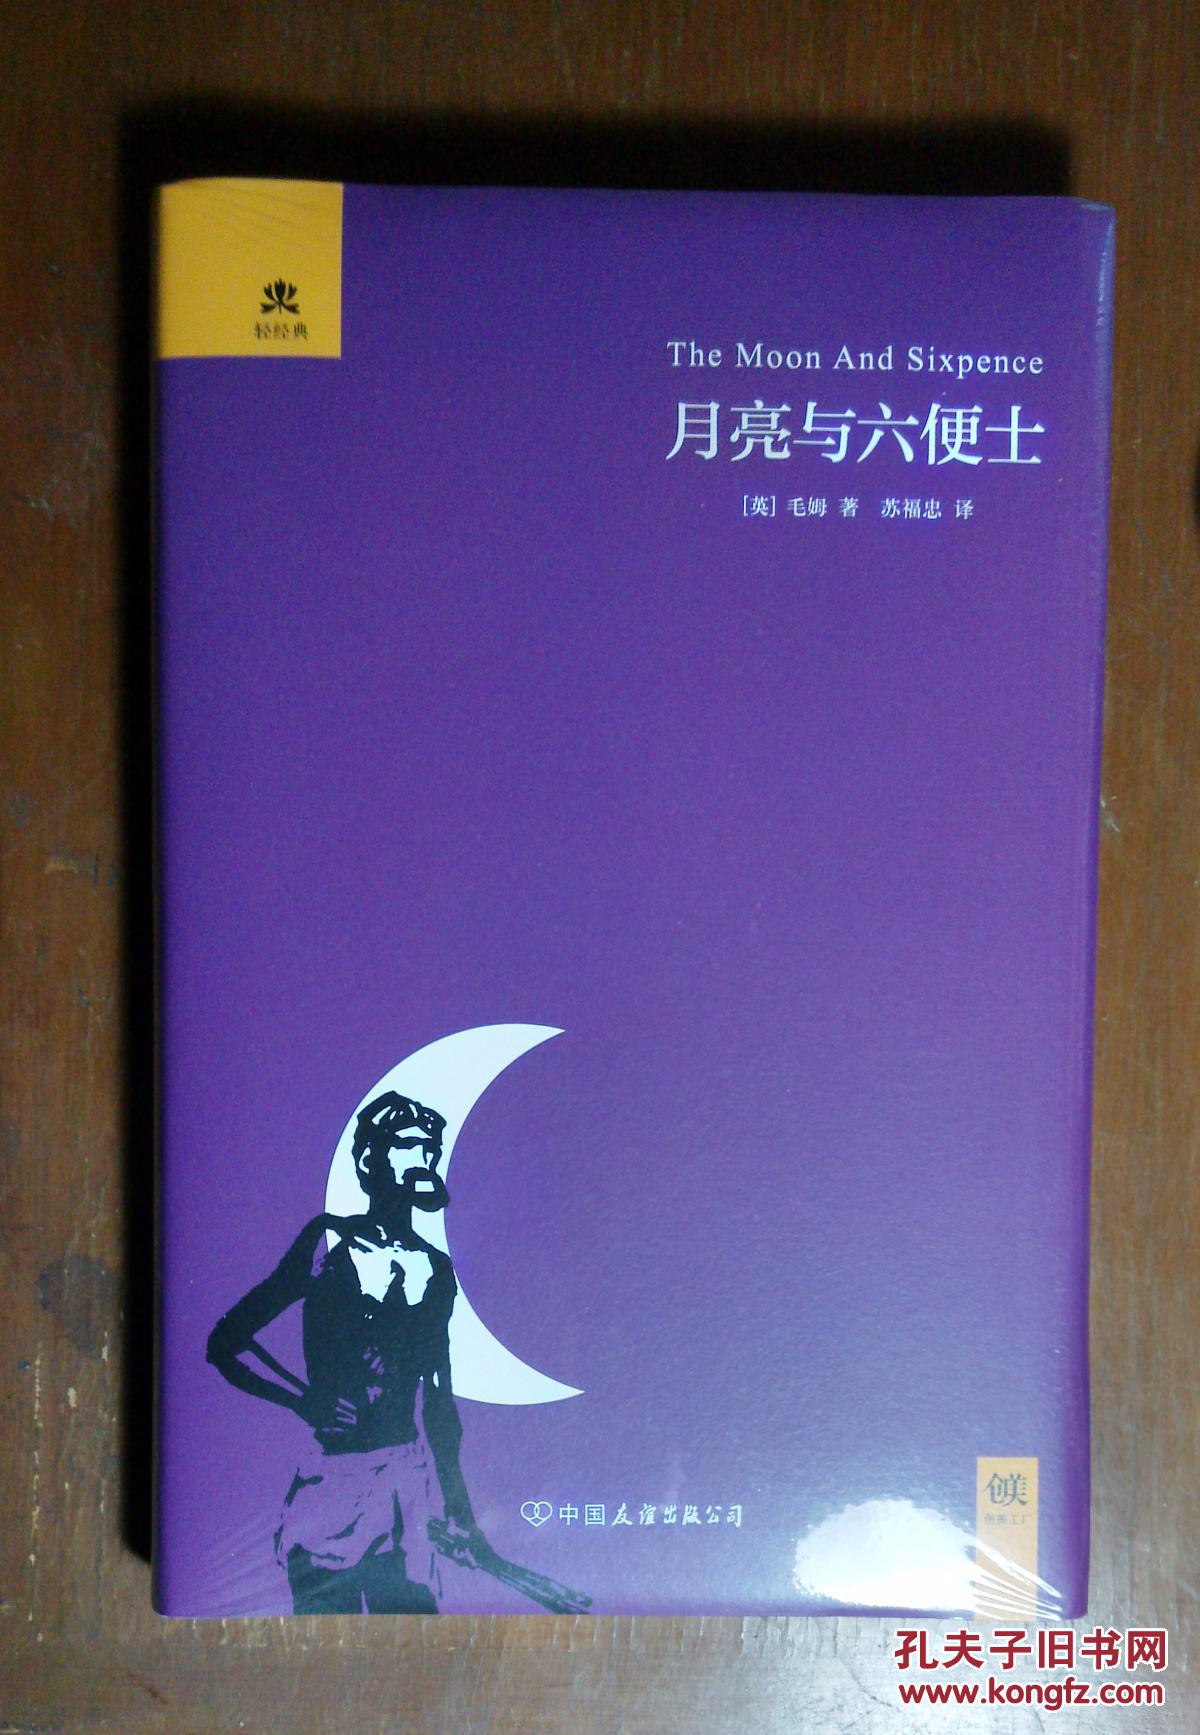 轻经典
The Moon And Sixpence
月亮与六便士
[英] 毛姆 著 苏福忠 译
中国友谊出版公司
创美
创美工厂
孔夫子旧书网
www.kongfz.com